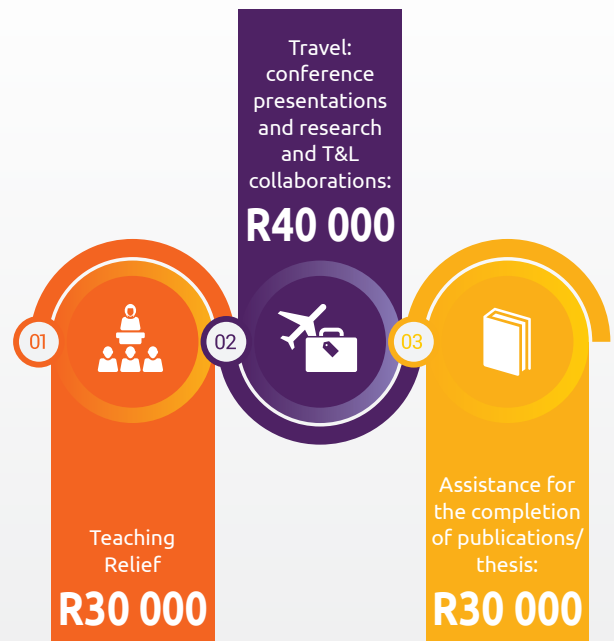 01
Teaching
Relief
R30 000
02
Travel:
conference
presentations
and research
and T&L
collaborations:
R40 000
03
Assistance for
the completion
of publications/
thesis:
R30 000